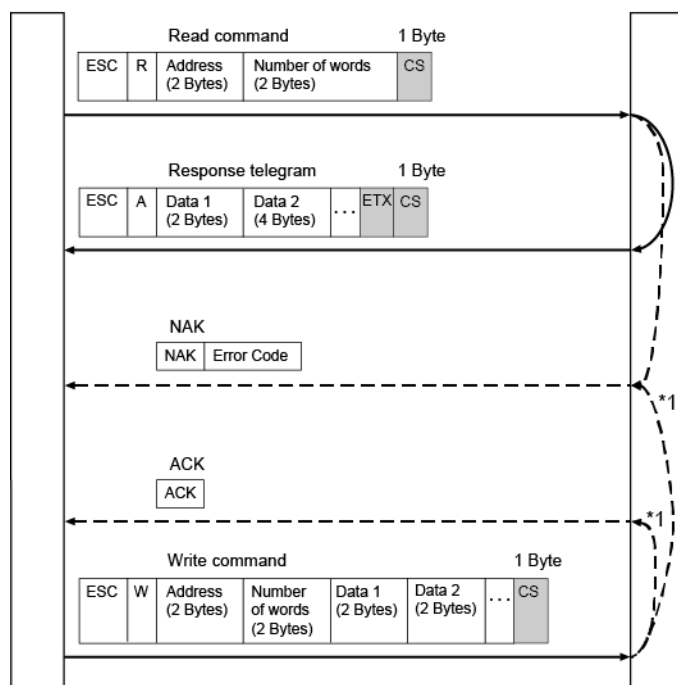 Read command 1 Byte
ESC R Address (2 Bytes) Number of words (2 Bytes) CS
Response telegram 1 Byte
ESC A Data 1 (2 Bytes) Data 2 (4 Bytes) ... ETX CS
NAK
NAK Error Code
*1
ACK
ACK
*1
Write command 1 Byte
ESC W Address (2 Bytes) Number of words (2 Bytes) Data 1 (2 Bytes) Data 2 (2 Bytes) ... CS